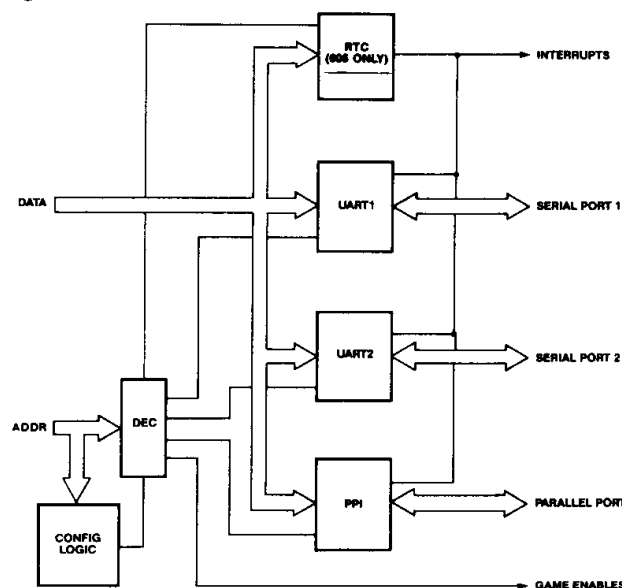 RTC
(606 ONLY)
INTERRUPTS
DATA
UART1
SERIAL PORT 1
UART2
SERIAL PORT 2
ADDR
DEC
PPI
PARALLEL PORT
CONFIG
LOGIC
GAME ENABLES